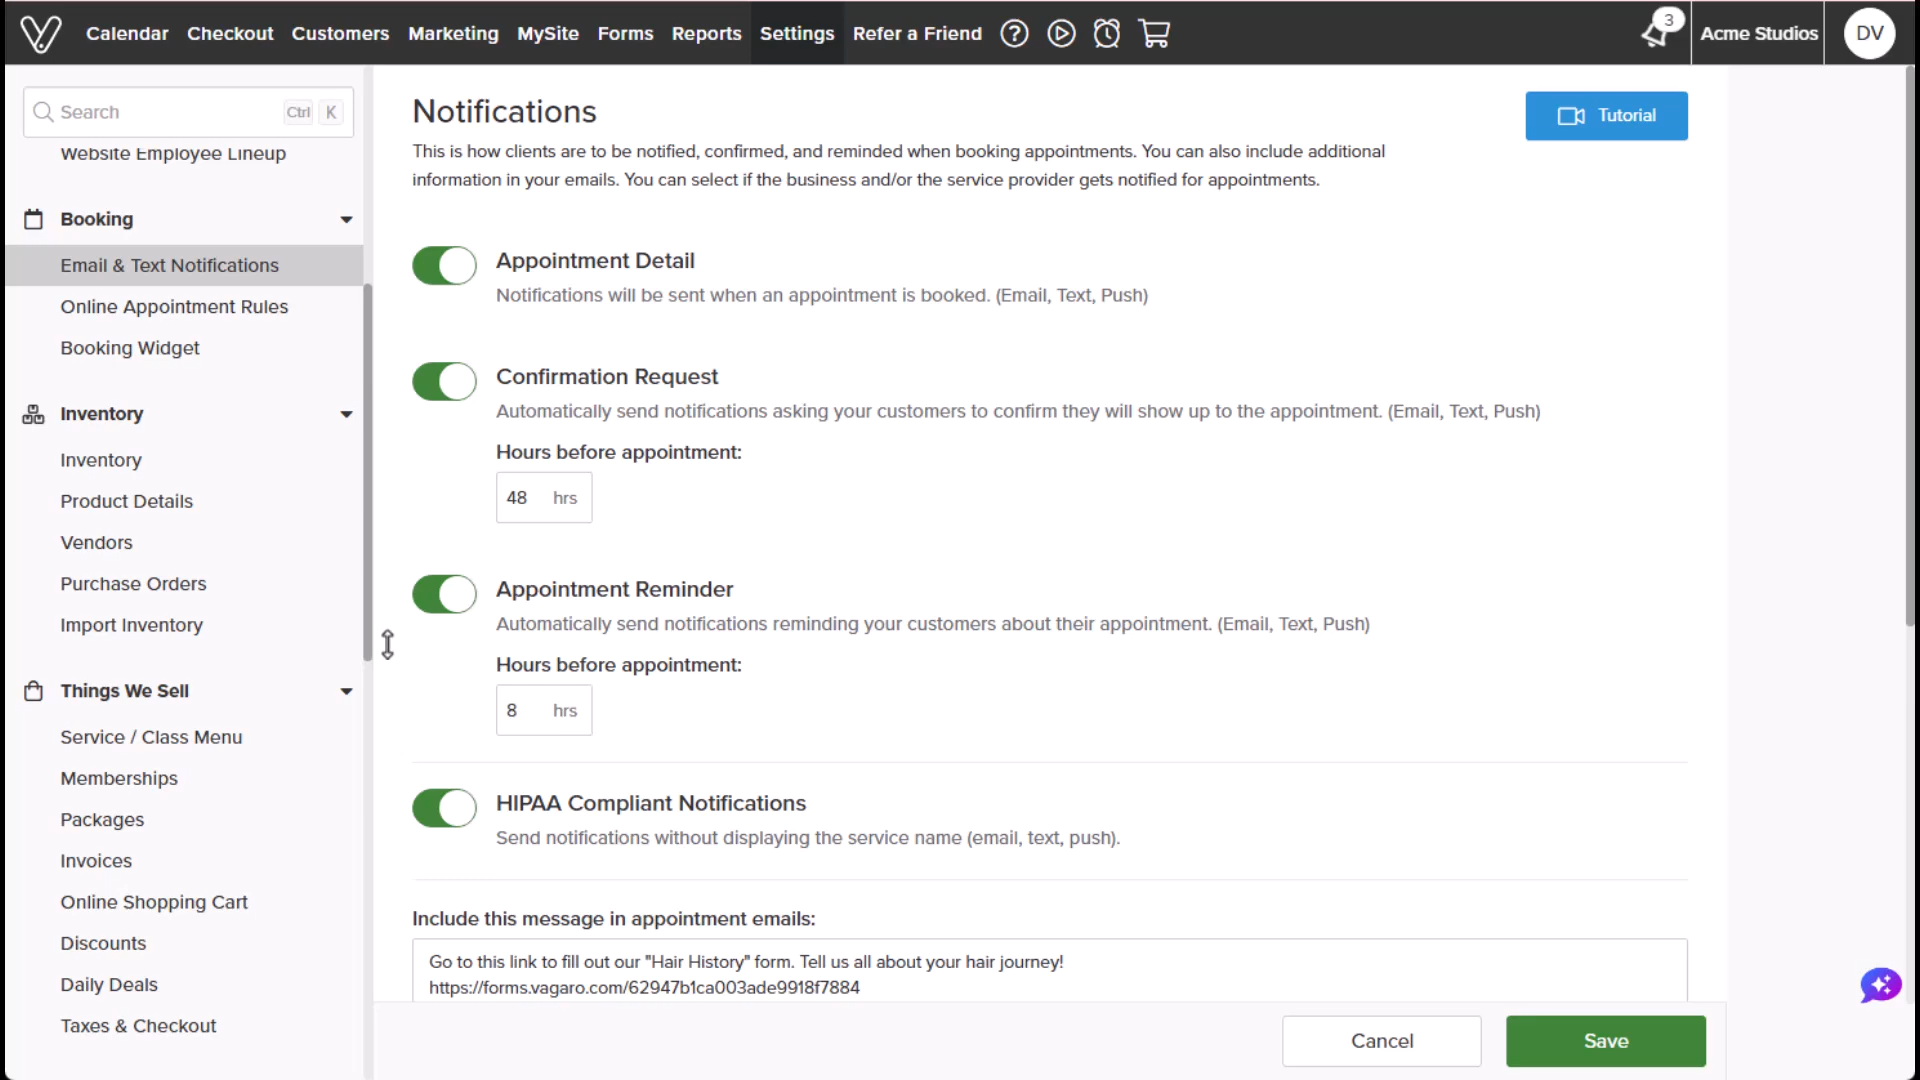 Calendar Checkout Customers Marketing MySite Forms Reports Settings Refer a Friend
3
Acme Studios
DV
Search Ctrl K
Website Employee Lineup
Booking
Email & Text Notifications
Online Appointment Rules
Booking Widget
Inventory
Inventory
Product Details
Vendors
Purchase Orders
Import Inventory
Things We Sell
Service / Class Menu
Memberships
Packages
Invoices
Online Shopping Cart
Discounts
Daily Deals
Taxes & Checkout
Notifications
Tutorial
This is how clients are to be notified, confirmed, and reminded when booking appointments. You can also include additional
information in your emails. You can select if the business and/or the service provider gets notified for appointments.
Appointment Detail
Notifications will be sent when an appointment is booked. (Email, Text, Push)
Confirmation Request
Automatically send notifications asking your customers to confirm they will show up to the appointment. (Email, Text, Push)
Hours before appointment:
48 hrs
Appointment Reminder
Automatically send notifications reminding your customers about their appointment. (Email, Text, Push)
Hours before appointment:
8 hrs
HIPAA Compliant Notifications
Send notifications without displaying the service name (email, text, push).
Include this message in appointment emails:
Go to this link to fill out our "Hair History" form. Tell us all about your hair journey!
https://forms.vagaro.com/62947b1ca003ade9918f7884
Cancel
Save